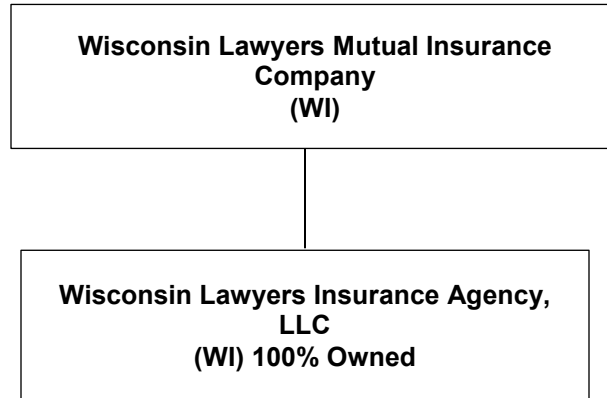 Wisconsin Lawyers Mutual Insurance
Company
(WI)
Wisconsin Lawyers Insurance Agency,
LLC
(WI) 100% Owned